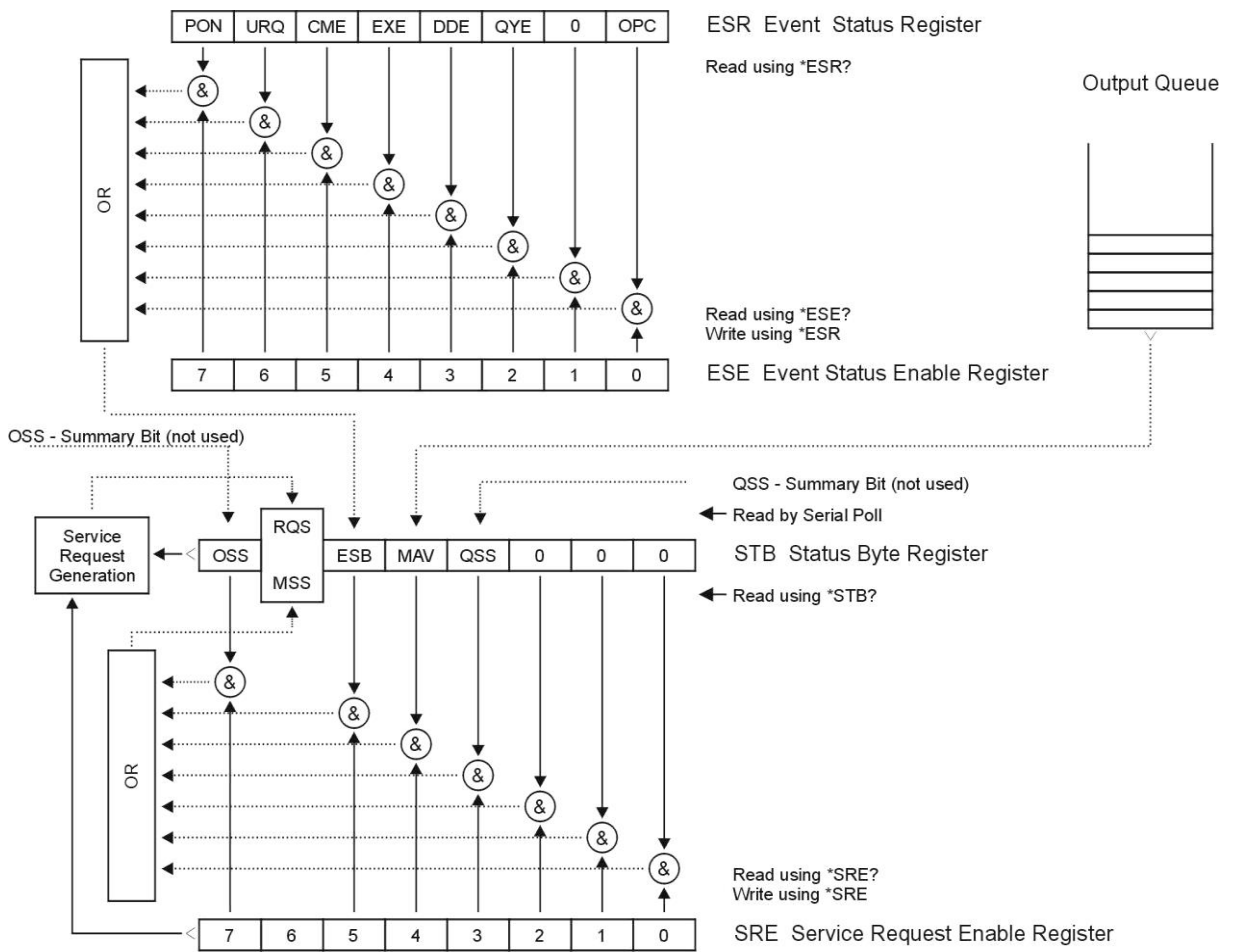 PON URQ CME EXE DDE QYE 0 OPC
ESR Event Status Register
Read using *ESR?
Output Queue
&
&
&
&
&
&
&
&
OR
Read using *ESE?
Write using *ESR
7 6 5 4 3 2 1 0
ESE Event Status Enable Register
OSS - Summary Bit (not used)
QSS - Summary Bit (not used)
Read by Serial Poll
Service
Request
Generation
RQS
MSS
OSS ESB MAV QSS 0 0 0
STB Status Byte Register
Read using *STB?
&
&
&
&
&
&
&
OR
Read using *SRE?
Write using *SRE
7 6 5 4 3 2 1 0
SRE Service Request Enable Register